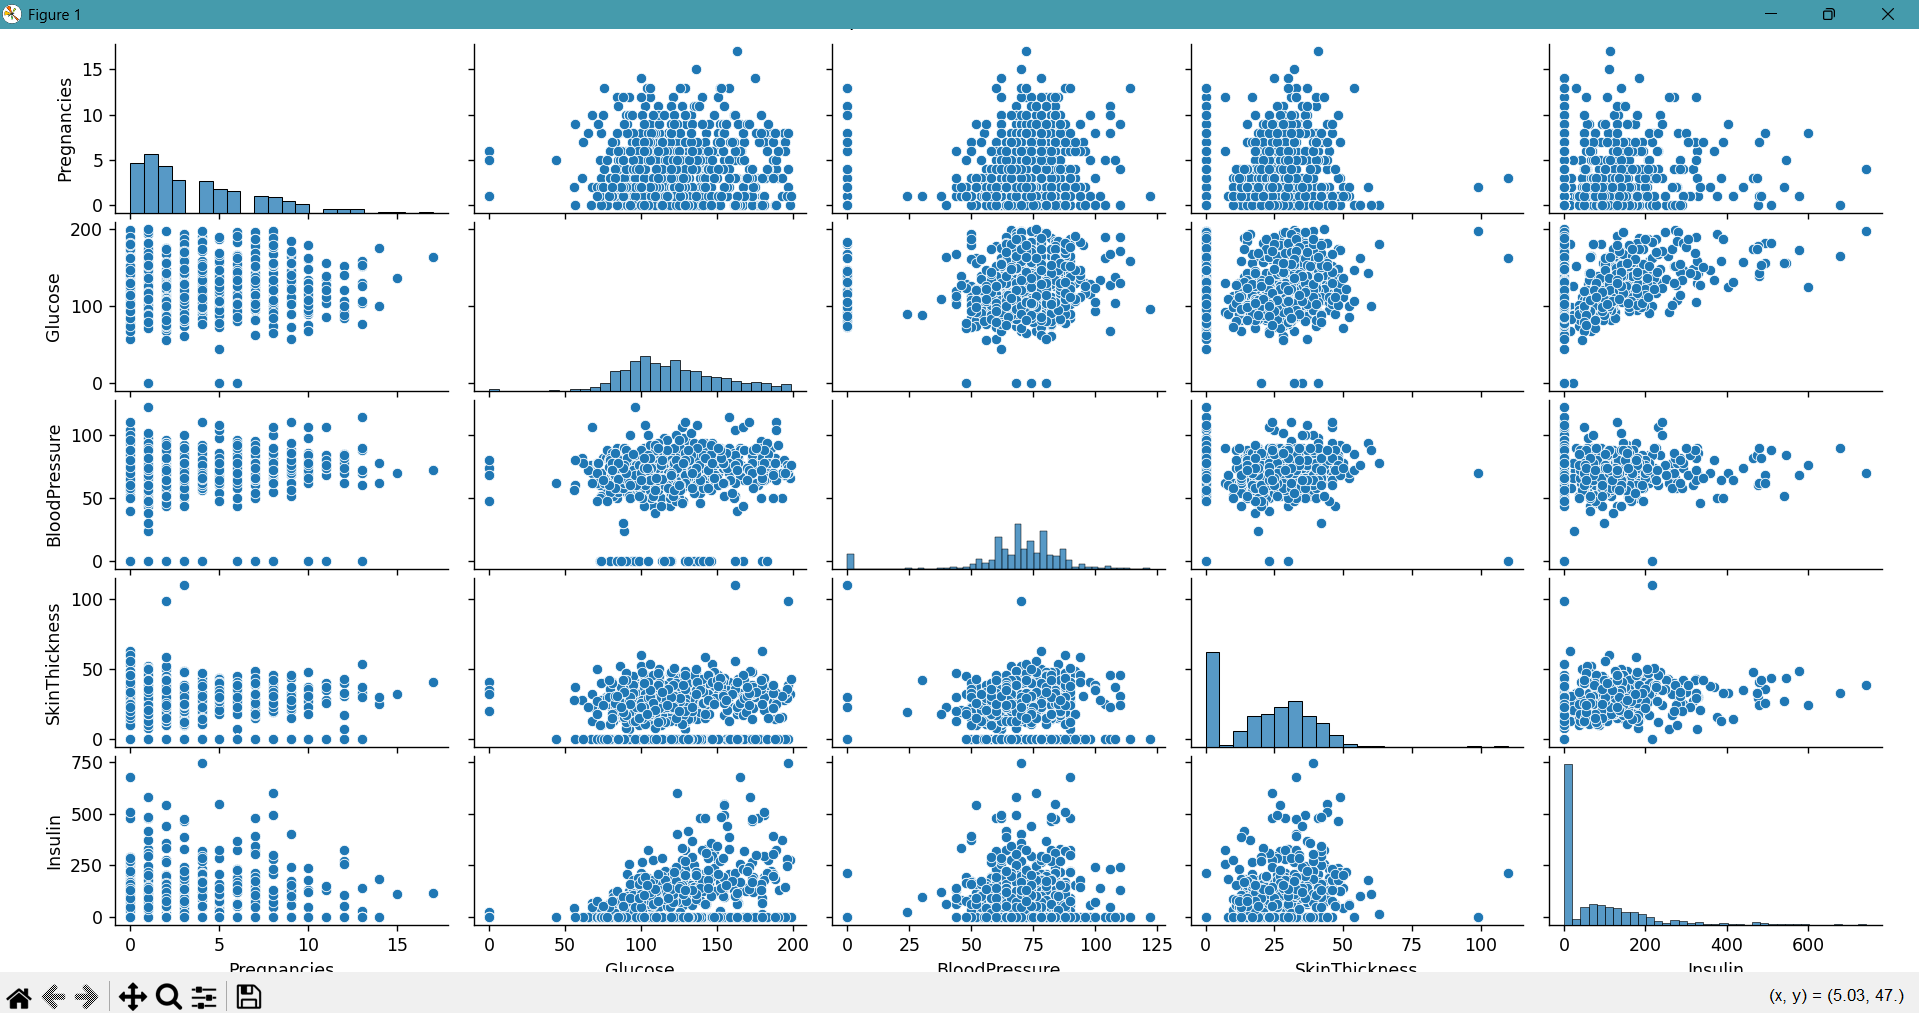 Figure 1
Pregnancies
15
10
5
0
Glucose
200
100
0
BloodPressure
100
50
0
SkinThickness
100
50
0
Insulin
750
500
250
0
0 5 10 15
0 50 100 150 200
0 25 50 75 100 125
0 25 50 75 100
0 200 400 600
Pregnancies Glucose BloodPressure SkinThickness Insulin
(x, y) = (5.03, 47.)